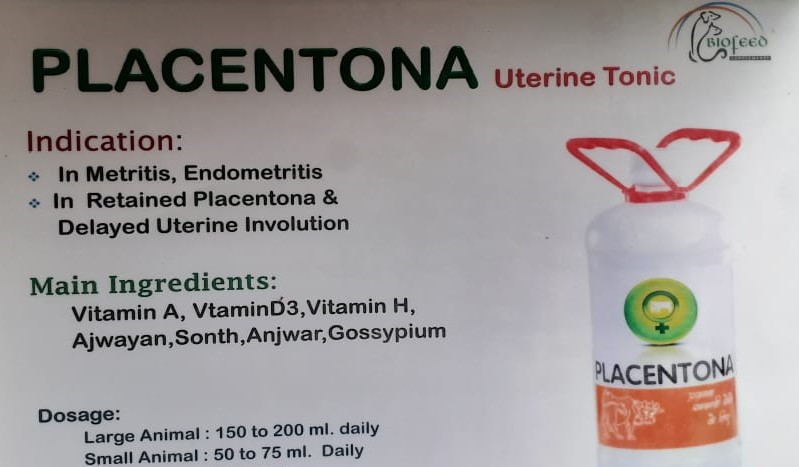 BIOFEED
PLACENTONA Uterine Tonic
Indication:
❖ In Metritis, Endometritis
❖ In Retained Placentona &
Delayed Uterine Involution
Main Ingredients:
Vitamin A, VtaminD3,Vitamin H,
Ajwayan,Sonth,Anjwar,Gossypium
Dosage:
Large Animal : 150 to 200 ml. daily
Small Animal : 50 to 75 ml. Daily
PLACENTONA